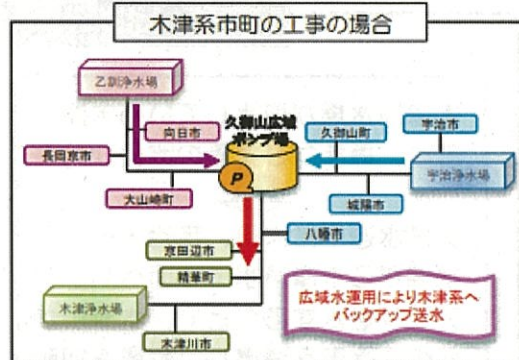 木津系市町の工事の場合
乙訓浄水場
向日市
長岡京市
大山崎町
久御山広域
ポンプ場
P
久御山町
宇治市
宇治浄水場
城陽市
八幡市
京田辺市
精華町
木津浄水場
木津川市
広域水運用により木津系へ
バックアップ送水